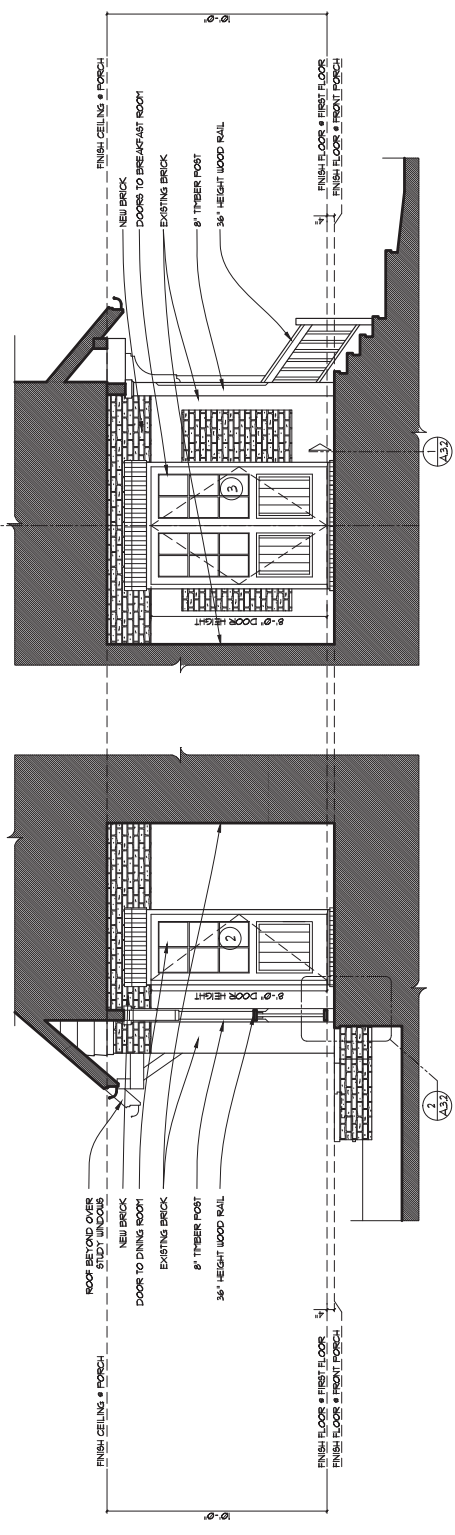 10'-0"
FINISH CEILING @ PORCH
NEW BRICK
DOORS TO BREAKFAST ROOM
EXISTING BRICK
8" TIMBER POST
36" HEIGHT WOOD RAIL
FINISH FLOOR @ FIRST FLOOR
FINISH FLOOR @ FRONT PORCH
4"
8'-0" DOOR HEIGHT
3
1
A3.2
ROOF BEYOND OVER
STUDY WINDOWS
NEW BRICK
DOOR TO DINING ROOM
EXISTING BRICK
8" TIMBER POST
36" HEIGHT WOOD RAIL
8'-0" DOOR HEIGHT
2
2
A3.2
FINISH CEILING @ PORCH
FINISH FLOOR @ FIRST FLOOR
FINISH FLOOR @ FRONT PORCH
4"
10'-0"